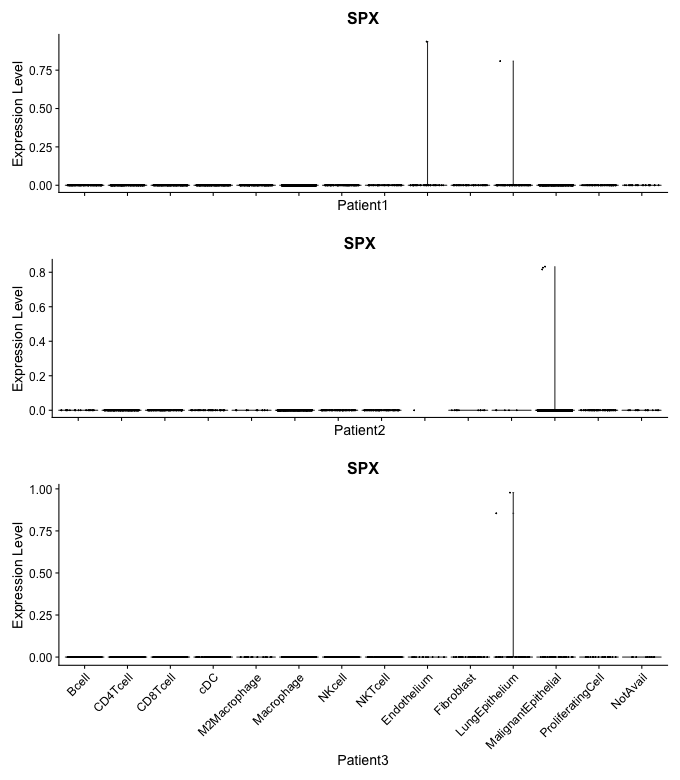 SPX
Expression Level
0.75
0.50
0.25
0.00
Patient1
SPX
Expression Level
0.8
0.6
0.4
0.2
0.0
Patient2
SPX
Expression Level
1.00
0.75
0.50
0.25
0.00
Bcell
CD4Tcell
CD8Tcell
cDC
M2Macrophage
Macrophage
NKcell
NKTcell
Endothelium
Fibroblast
LungEpithelium
MalignantEpithelial
ProliferatingCell
NotAvail
Patient3